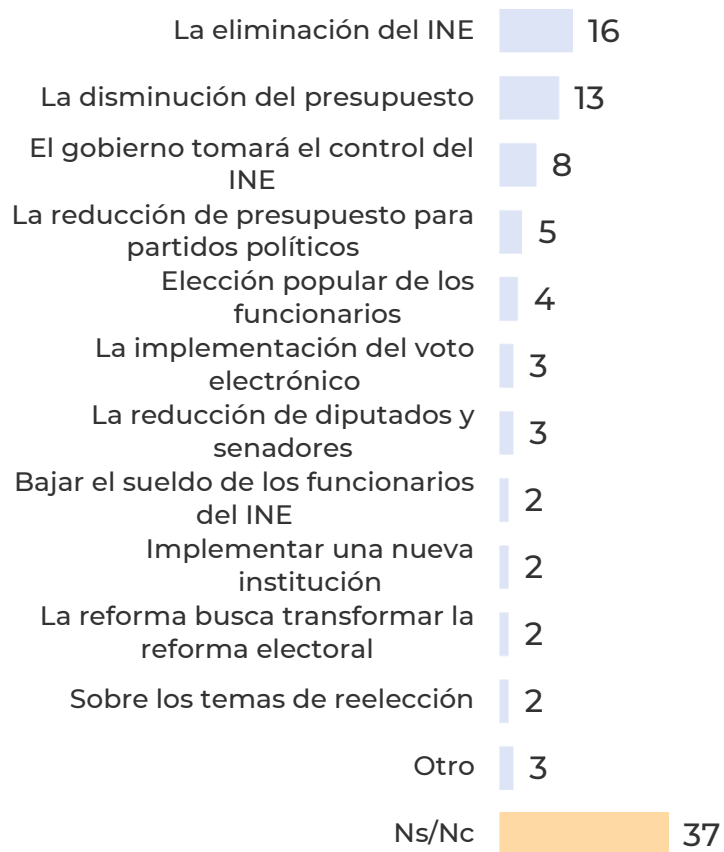 La eliminación del INE 16
La disminución del presupuesto 13
El gobierno tomará el control del
INE 8
La reducción de presupuesto para
partidos políticos 5
Elección popular de los
funcionarios 4
La implementación del voto
electrónico 3
La reducción de diputados y
senadores 3
Bajar el sueldo de los funcionarios
del INE 2
Implementar una nueva
institución 2
La reforma busca transformar la
reforma electoral 2
Sobre los temas de reelección 2
Otro 3
Ns/Nc 37